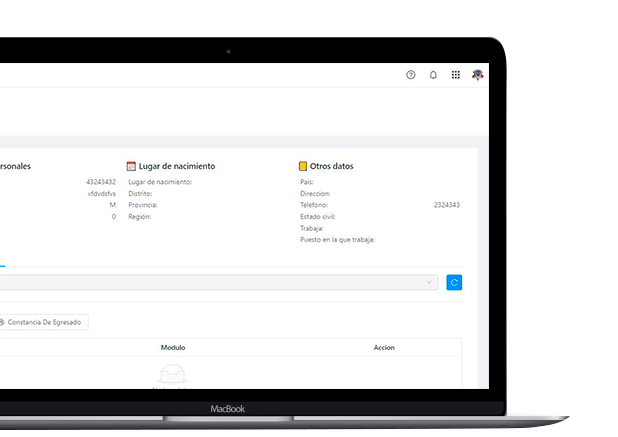 rsonales
43243432
vfdvdsfvs
M
0
Lugar de nacimiento
Lugar de nacimiento:
Distrito:
Provincia:
Región:
Otros datos
Pais:
Direccion:
Telefono: 2324343
Estado civil:
Trabaja:
Puesto en la que trabaja:
Constancia De Egresado
Modulo Accion
MacBook